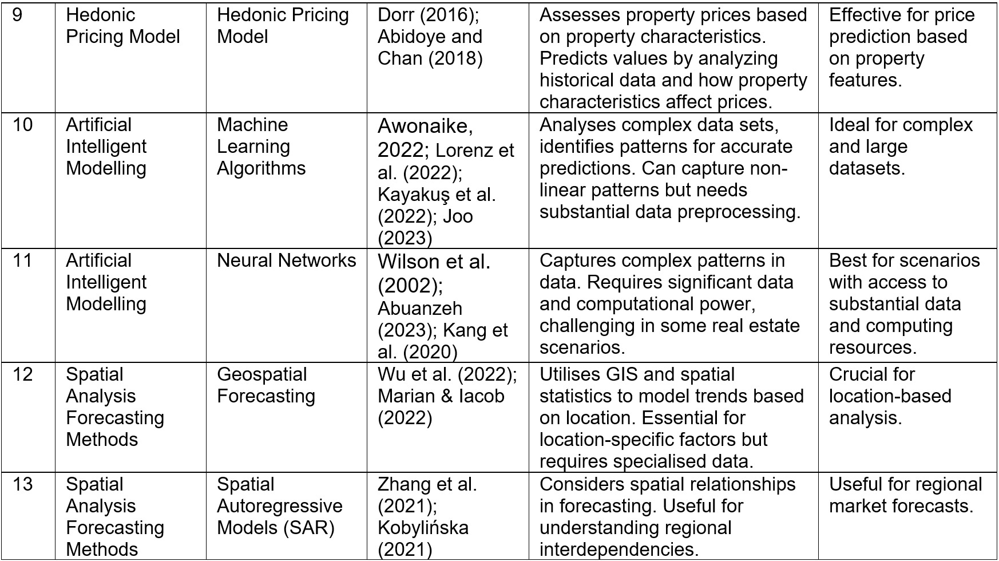 9
Hedonic
Pricing Model
Hedonic Pricing
Model
Dorr (2016);
Abidoye and
Chan (2018)
Assesses property prices based
on property characteristics.
Predicts values by analyzing
historical data and how property
characteristics affect prices.
Effective for price
prediction based
on property
features.
10
Artificial
Intelligent
Modelling
Machine
Learning
Algorithms
Awonaike,
2022; Lorenz et
al. (2022);
Kayakuş et al.
(2022); Joo
(2023)
Analyses complex data sets,
identifies patterns for accurate
predictions. Can capture non-
linear patterns but needs
substantial data preprocessing.
Ideal for complex
and large
datasets.
11
Artificial
Intelligent
Modelling
Neural Networks
Wilson et al.
(2002);
Abuanzeh
(2023); Kang et
al. (2020)
Captures complex patterns in
data. Requires significant data
and computational power,
challenging in some real estate
scenarios.
Best for scenarios
with access to
substantial data
and computing
resources.
12
Spatial
Analysis
Forecasting
Methods
Geospatial
Forecasting
Wu et al. (2022);
Marian & Iacob
(2022)
Utilises GIS and spatial
statistics to model trends based
on location. Essential for
location-specific factors but
requires specialised data.
Crucial for
location-based
analysis.
13
Spatial
Analysis
Forecasting
Methods
Spatial
Autoregressive
Models (SAR)
Zhang et al.
(2021);
Kobylińska
(2021)
Considers spatial relationships
in forecasting. Useful for
understanding regional
interdependencies.
Useful for regional
market forecasts.